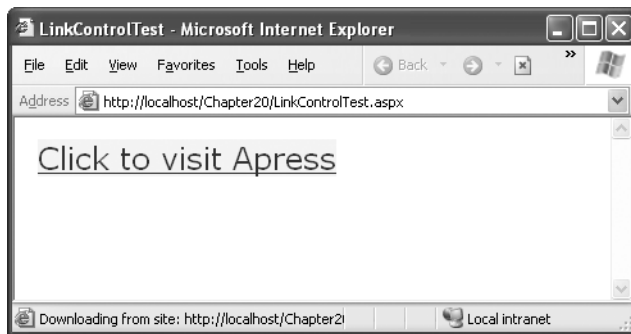 LinkControlTest - Microsoft Internet Explorer
File Edit View Favorites Tools Help Back »
Address http://localhost/Chapter20/LinkControlTest.aspx
Click to visit Apress
Downloading from site: http://localhost/Chapter2 Local intranet